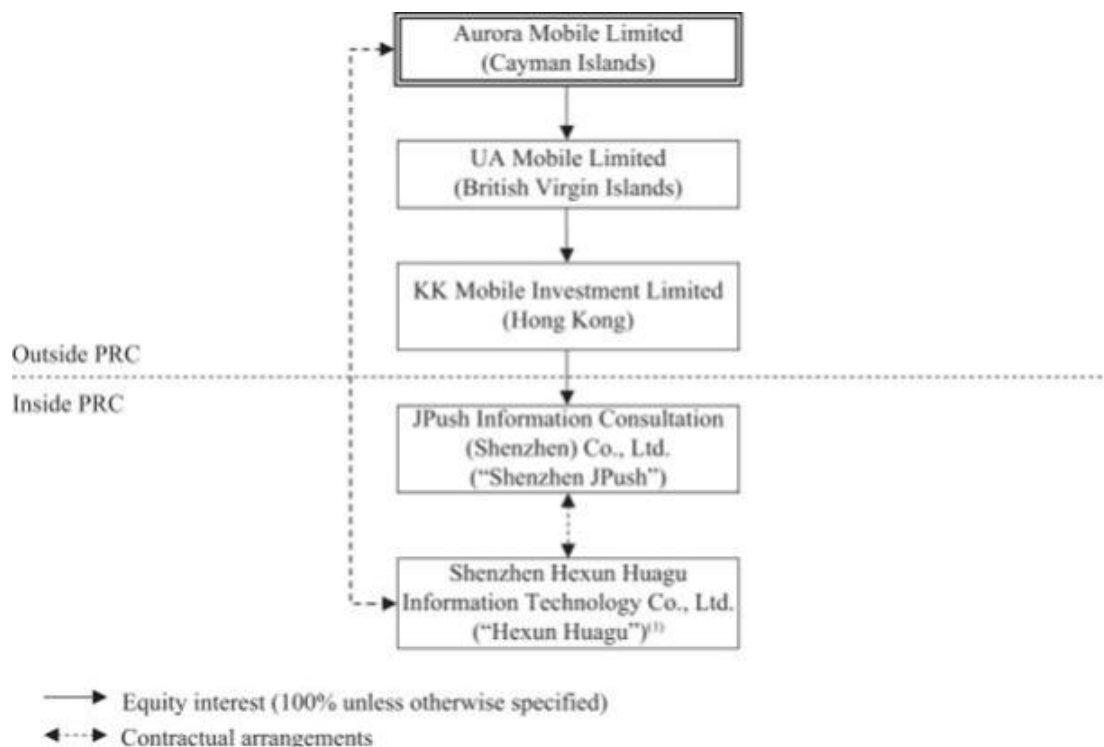 Aurora Mobile Limited
(Cayman Islands)
UA Mobile Limited
(British Virgin Islands)
KK Mobile Investment Limited
(Hong Kong)
Outside PRC
Inside PRC
JPush Information Consultation
(Shenzhen) Co., Ltd.
(“Shenzhen JPush”)
Shenzhen Hexun Huagu
Information Technology Co., Ltd.
(“Hexun Huagu”)(1)
Equity interest (100% unless otherwise specified)
Contractual arrangements